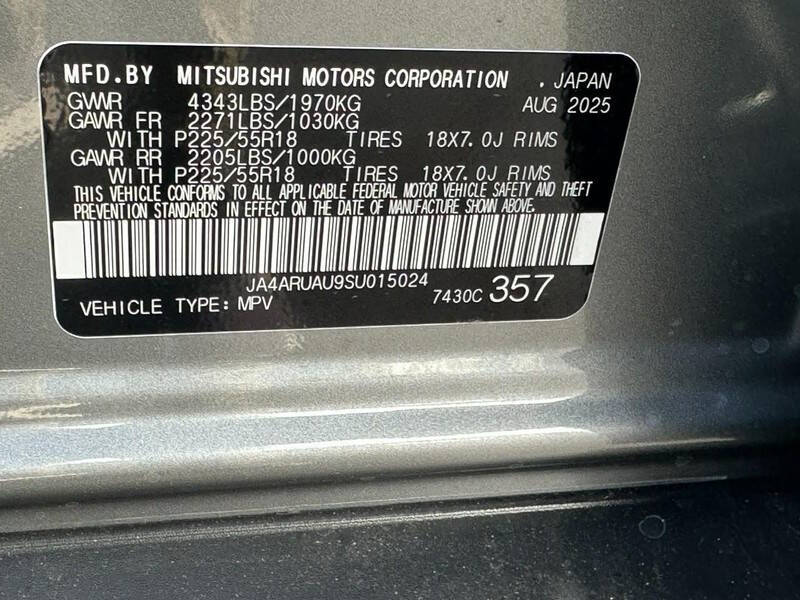 MFD.BY MITSUBISHI MOTORS CORPORATION . JAPAN
GVWR 4343LBS/1970KG AUG 2025
GAWR FR 2271LBS/1030KG
WITH P225/55R18 TIRES 18X7.0J RIMS
GAWR RR 2205LBS/1000KG
WITH P225/55R18 TIRES 18X7.0J RIMS
THIS VEHICLE CONFORMS TO ALL APPLICABLE FEDERAL MOTOR VEHICLE SAFETY AND THEFT
PREVENTION STANDARDS IN EFFECT ON THE DATE OF MANUFACTURE SHOWN ABOVE.
JA4ARUAU9SU015024
VEHICLE TYPE: MPV 7430C 357